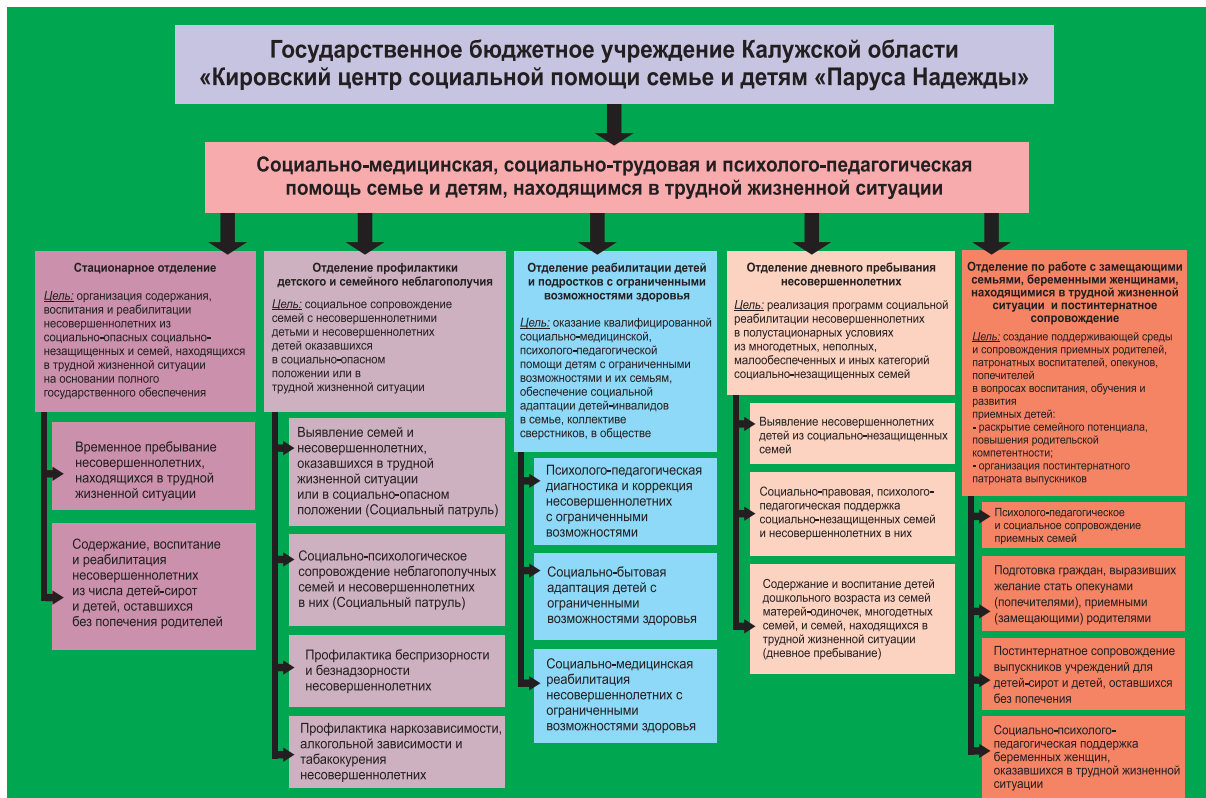 Государственное бюджетное учреждение Калужской области
«Кировский центр социальной помощи семье и детям «Паруса Надежды»
Социально-медицинская, социально-трудовая и психолого-педагогическая
помощь семье и детям, находящимся в трудной жизненной ситуации
Стационарное отделение
Цель: организация содержания,
воспитания и реабилитации
несовершеннолетних из
социально-опасных социально-
незащищенных и семей, находящихся
в трудной жизненной ситуации
на основании полного
государственного обеспечения
Временное пребывание
несовершеннолетних,
находящихся в трудной
жизненной ситуации
Содержание, воспитание
и реабилитация
несовершеннолетних
из числа детей-сирот
и детей, оставшихся
без попечения родителей
Отделение профилактики
детского и семейного неблагополучия
Цель: социальное сопровождение
семей с несовершеннолетними
детьми и несовершеннолетних
детей оказавшихся
в социально-опасном
положении или в
трудной жизненной ситуации
Выявление семей и
несовершеннолетних,
оказавшихся в трудной
жизненной ситуации
или в социально-опасном
положении (Социальный патруль)
Социально-психологическое
сопровождение неблагополучных
семей и несовершеннолетних
в них (Социальный патруль)
Профилактика беспризорности
и безнадзорности
несовершеннолетних
Профилактика наркозависимости,
алкогольной зависимости и
табакокурения
несовершеннолетних
Отделение реабилитации детей
и подростков с ограниченными
возможностями здоровья
Цель: оказание квалифицированной
социально-медицинской,
психолого-педагогической
помощи детям с ограниченными
возможностями и их семьям,
обеспечение социальной
адаптации детей-инвалидов
в семье, коллективе
сверстников, в обществе
Психолого-педагогическая
диагностика и коррекция
несовершеннолетних
с ограниченными
возможностями
Социально-бытовая
адаптация детей с
ограниченными
возможностями здоровья
Социально-медицинская
реабилитация
несовершеннолетних с
ограниченными
возможностями здоровья
Отделение дневного пребывания
несовершеннолетних
Цель: реализация программ социальной
реабилитации несовершеннолетних
в полустационарных условиях
из многодетных, неполных,
малообеспеченных и иных категорий
социально-незащищенных семей
Выявление несовершеннолетних
детей из социально-незащищенных
семей
Социально-правовая, психолого-
педагогическая поддержка
социально-незащищенных семей
и несовершеннолетних в них
Содержание и воспитание детей
дошкольного возраста из семей
матерей-одиночек, многодетных
семей, и семей, находящихся в
трудной жизненной ситуации
(дневное пребывание)
Отделение по работе с замещающими
семьями, беременными женщинами,
находящимися в трудной жизненной
ситуации и постинтернатное
сопровождение
Цель: создание поддерживающей среды
и сопровождения приемных родителей,
патронатных воспитателей, опекунов,
попечителей
в вопросах воспитания, обучения и
развития
приемных детей:
- раскрытие семейного потенциала,
повышения родительской
компетентности;
- организация постинтернатного
патроната выпускников
Психолого-педагогическое
и социальное сопровождение
приемных семей
Подготовка граждан, выразивших
желание стать опекунами
(попечителями), приемными
(замещающими) родителями
Постинтернатное сопровождение
выпускников учреждений для
детей-сирот и детей, оставшихся
без попечения
Социально-психолого-
педагогическая поддержка
беременных женщин,
оказавшихся в трудной жизненной
ситуации